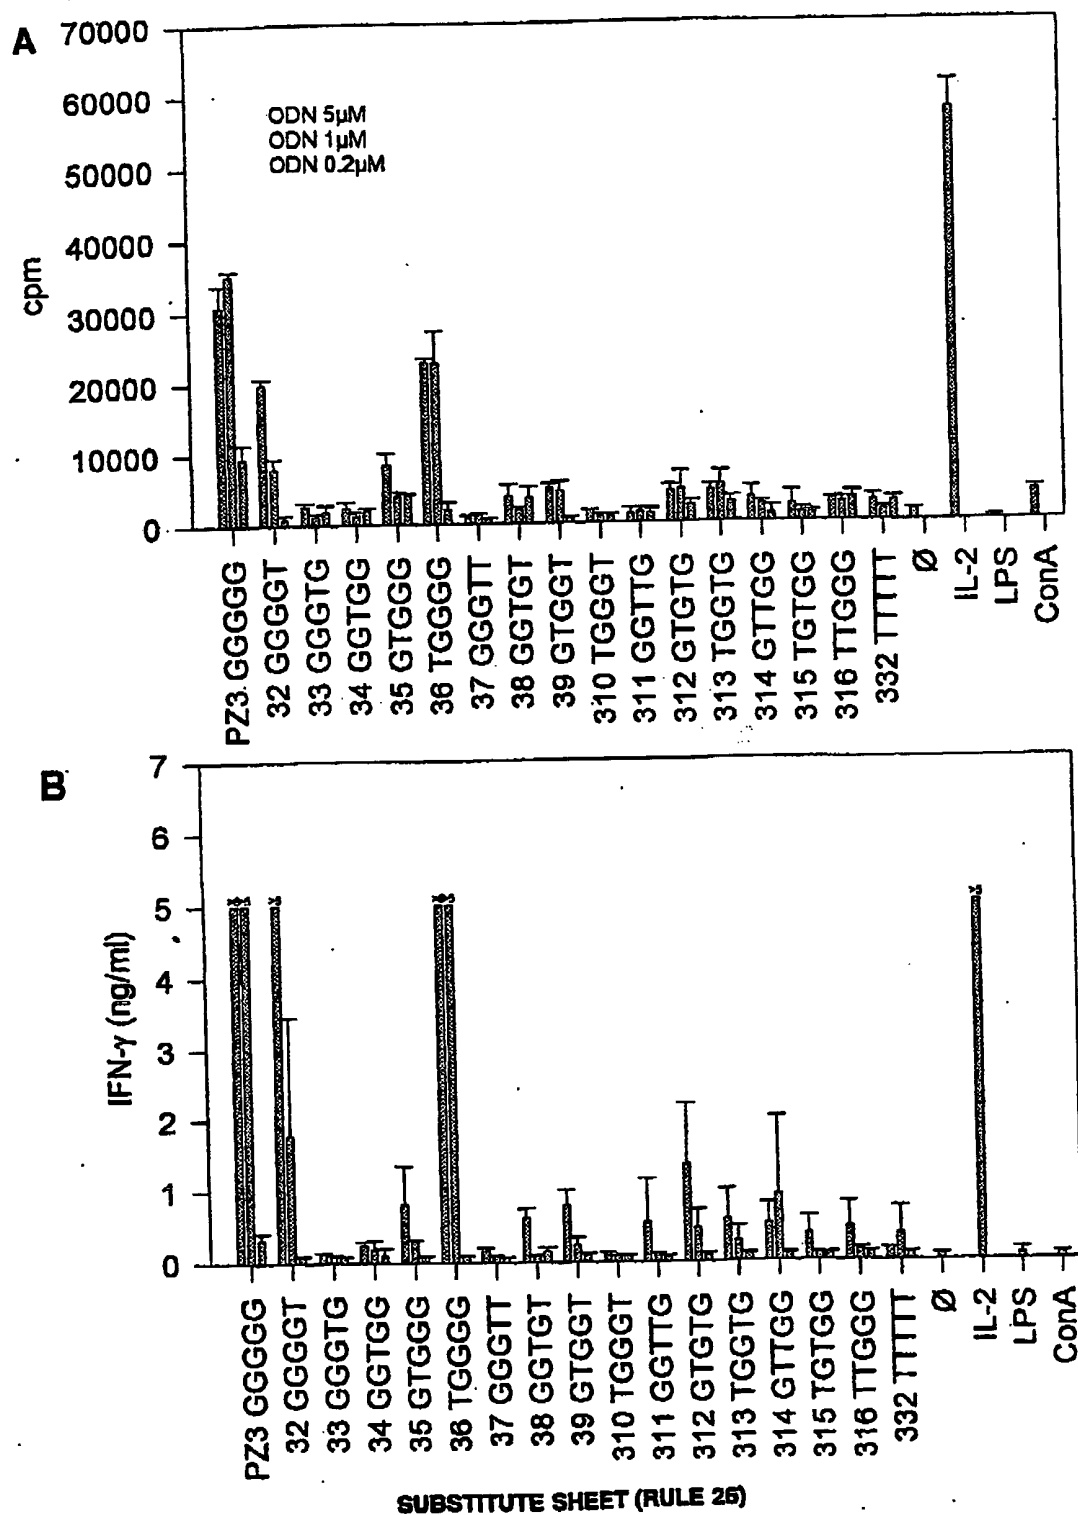 A
70000
60000
50000
40000
30000
20000
10000
0
cpm
ODN 5µM
ODN 1µM
ODN 0.2µM
PZ3. GGGGG
32 GGGGT
33 GGGTG
34 GGTGG
35 GTGGG
36 TGGGG
37 GGGTT
38 GGTGT
39 GTGGT
310 TGGGT
311 GGTTG
312 GTGTG
313 TGGTG
314 GTTGG
315 TGTGG
316 TTGGG
332 TTTTT
Ø
IL-2
LPS
ConA
B
7
6
5
4
3
2
1
0
IFN-γ (ng/ml)
PZ3 GGGGG
32 GGGGT
33 GGGTG
34 GGTGG
35 GTGGG
36 TGGGG
37 GGGTT
38 GGTGT
39 GTGGT
310 TGGGT
311 GGTTG
312 GTGTG
313 TGGTG
314 GTTGG
315 TGTGG
316 TTGGG
332 TTTTT
Ø
IL-2
LPS
ConA
SUBSTITUTE SHEET (RULE 26)